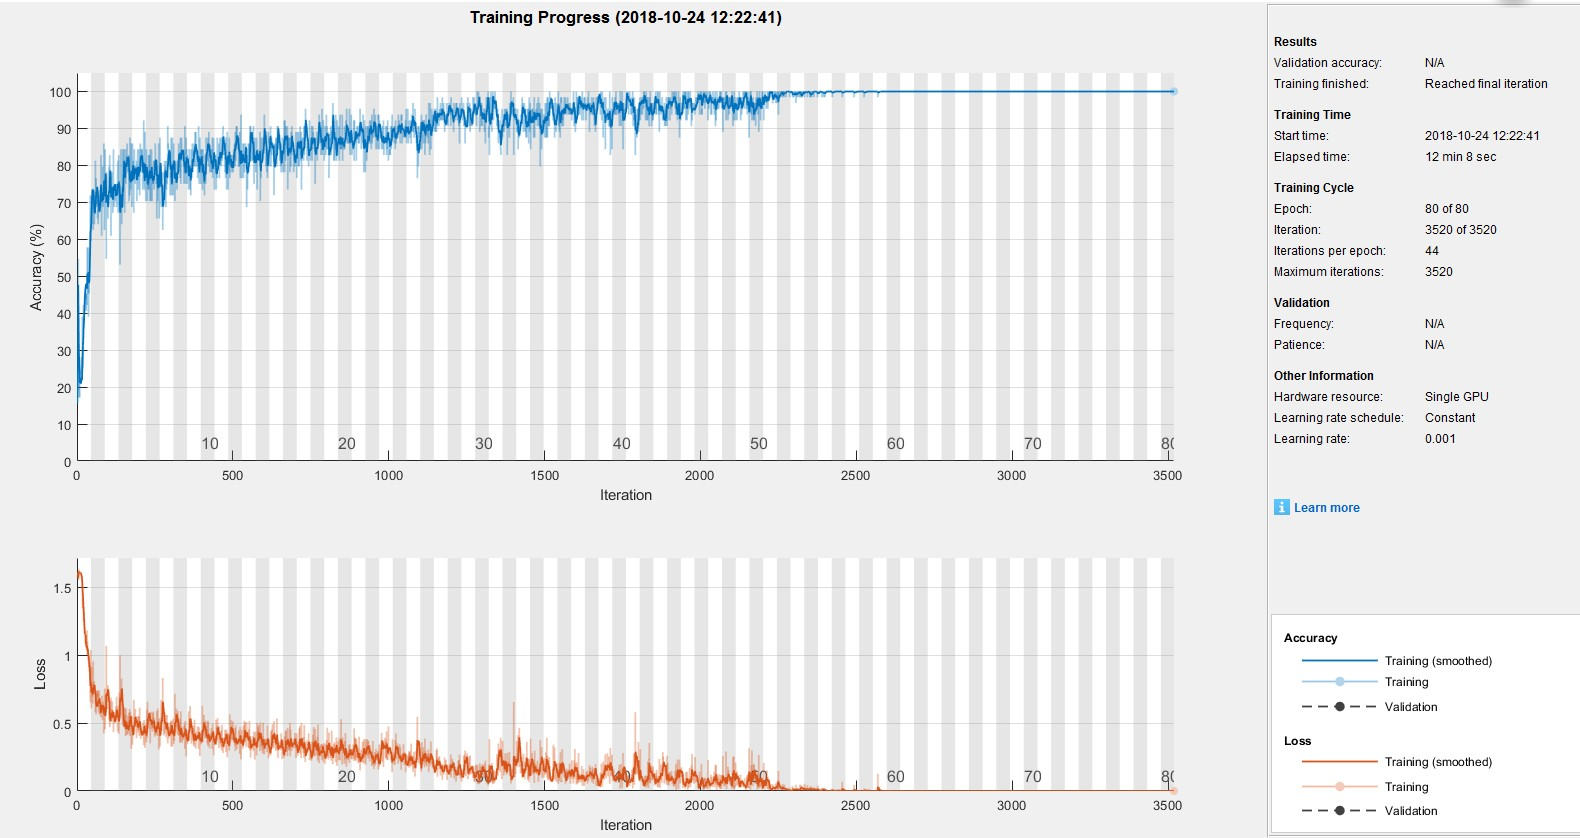 Training Progress (2018-10-24 12:22:41)
100
90
80
70
60
50
40
30
20
10
0
Accuracy (%)
10 20 30 40 50 60 70 80
0 500 1000 1500 2000 2500 3000 3500
Iteration
1.5
1
0.5
0
Loss
10 20 30 40 50 60 70 80
0 500 1000 1500 2000 2500 3000 3500
Iteration
Results
Validation accuracy: N/A
Training finished: Reached final iteration
Training Time
Start time: 2018-10-24 12:22:41
Elapsed time: 12 min 8 sec
Training Cycle
Epoch: 80 of 80
Iteration: 3520 of 3520
Iterations per epoch: 44
Maximum iterations: 3520
Validation
Frequency: N/A
Patience: N/A
Other Information
Hardware resource: Single GPU
Learning rate schedule: Constant
Learning rate: 0.001
i Learn more
Accuracy
Training (smoothed)
Training
Validation
Loss
Training (smoothed)
Training
Validation